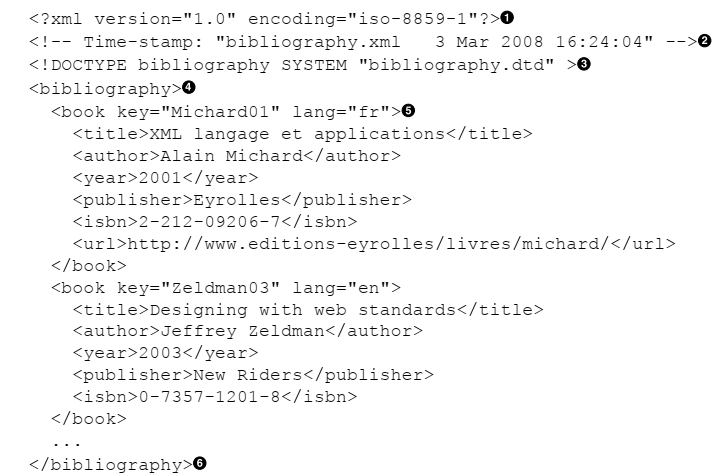 <?xml version="1.0" encoding="iso-8859-1"?>❶
<!-- Time-stamp: "bibliography.xml   3 Mar 2008 16:24:04" -->❷
<!DOCTYPE bibliography SYSTEM "bibliography.dtd" >❸
<bibliography>❹
  <book key="Michard01" lang="fr">❺
    <title>XML langage et applications</title>
    <author>Alain Michard</author>
    <year>2001</year>
    <publisher>Eyrolles</publisher>
    <isbn>2-212-09206-7</isbn>
    <url>http://www.editions-eyrolles/livres/michard/</url>
  </book>
  <book key="Zeldman03" lang="en">
    <title>Designing with web standards</title>
    <author>Jeffrey Zeldman</author>
    <year>2003</year>
    <publisher>New Riders</publisher>
    <isbn>0-7357-1201-8</isbn>
  </book>
  ...
</bibliography>❻